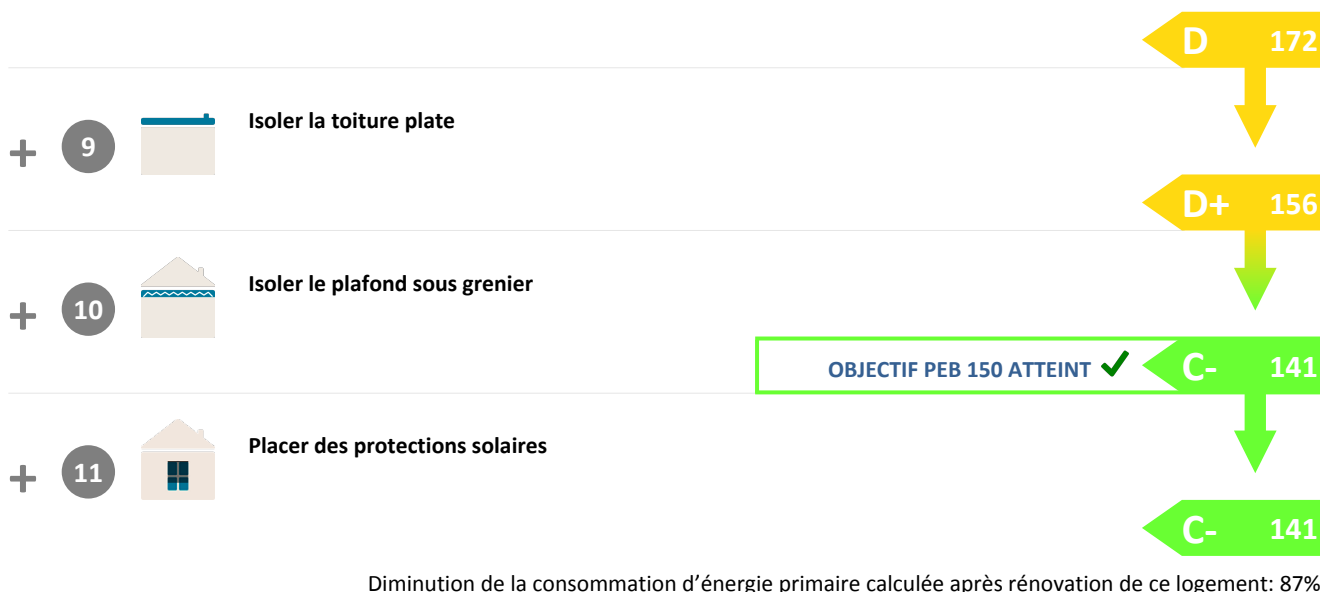 D 172
+ 9 Isoler la toiture plate
D+ 156
+ 10 Isoler le plafond sous grenier
OBJECTIF PEB 150 ATTEINT ✓ C- 141
+ 11 Placer des protections solaires
C- 141
Diminution de la consommation d'énergie primaire calculée après rénovation de ce logement: 87%